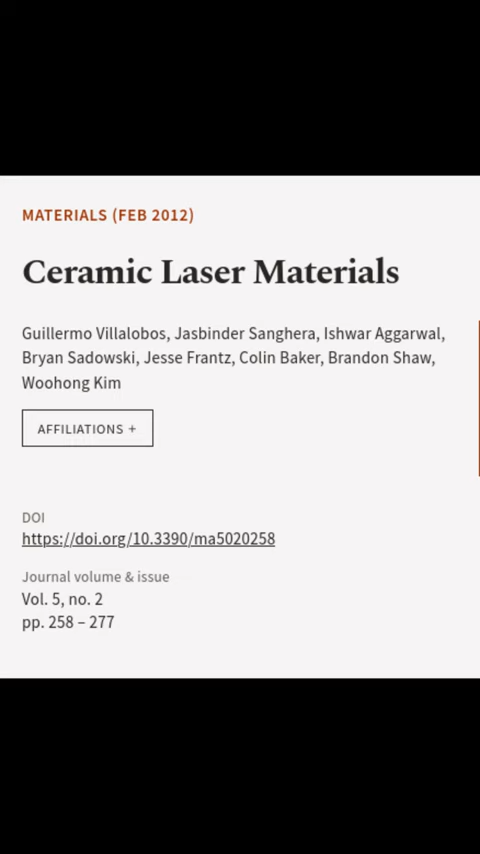 MATERIALS (FEB 2012)
Ceramic Laser Materials
Guillermo Villalobos, Jasbinder Sanghera, Ishwar Aggarwal,
Bryan Sadowski, Jesse Frantz, Colin Baker, Brandon Shaw,
Woohong Kim
AFFILIATIONS +
DOI
https://doi.org/10.3390/ma5020258
Journal volume & issue
Vol. 5, no. 2
pp. 258 – 277